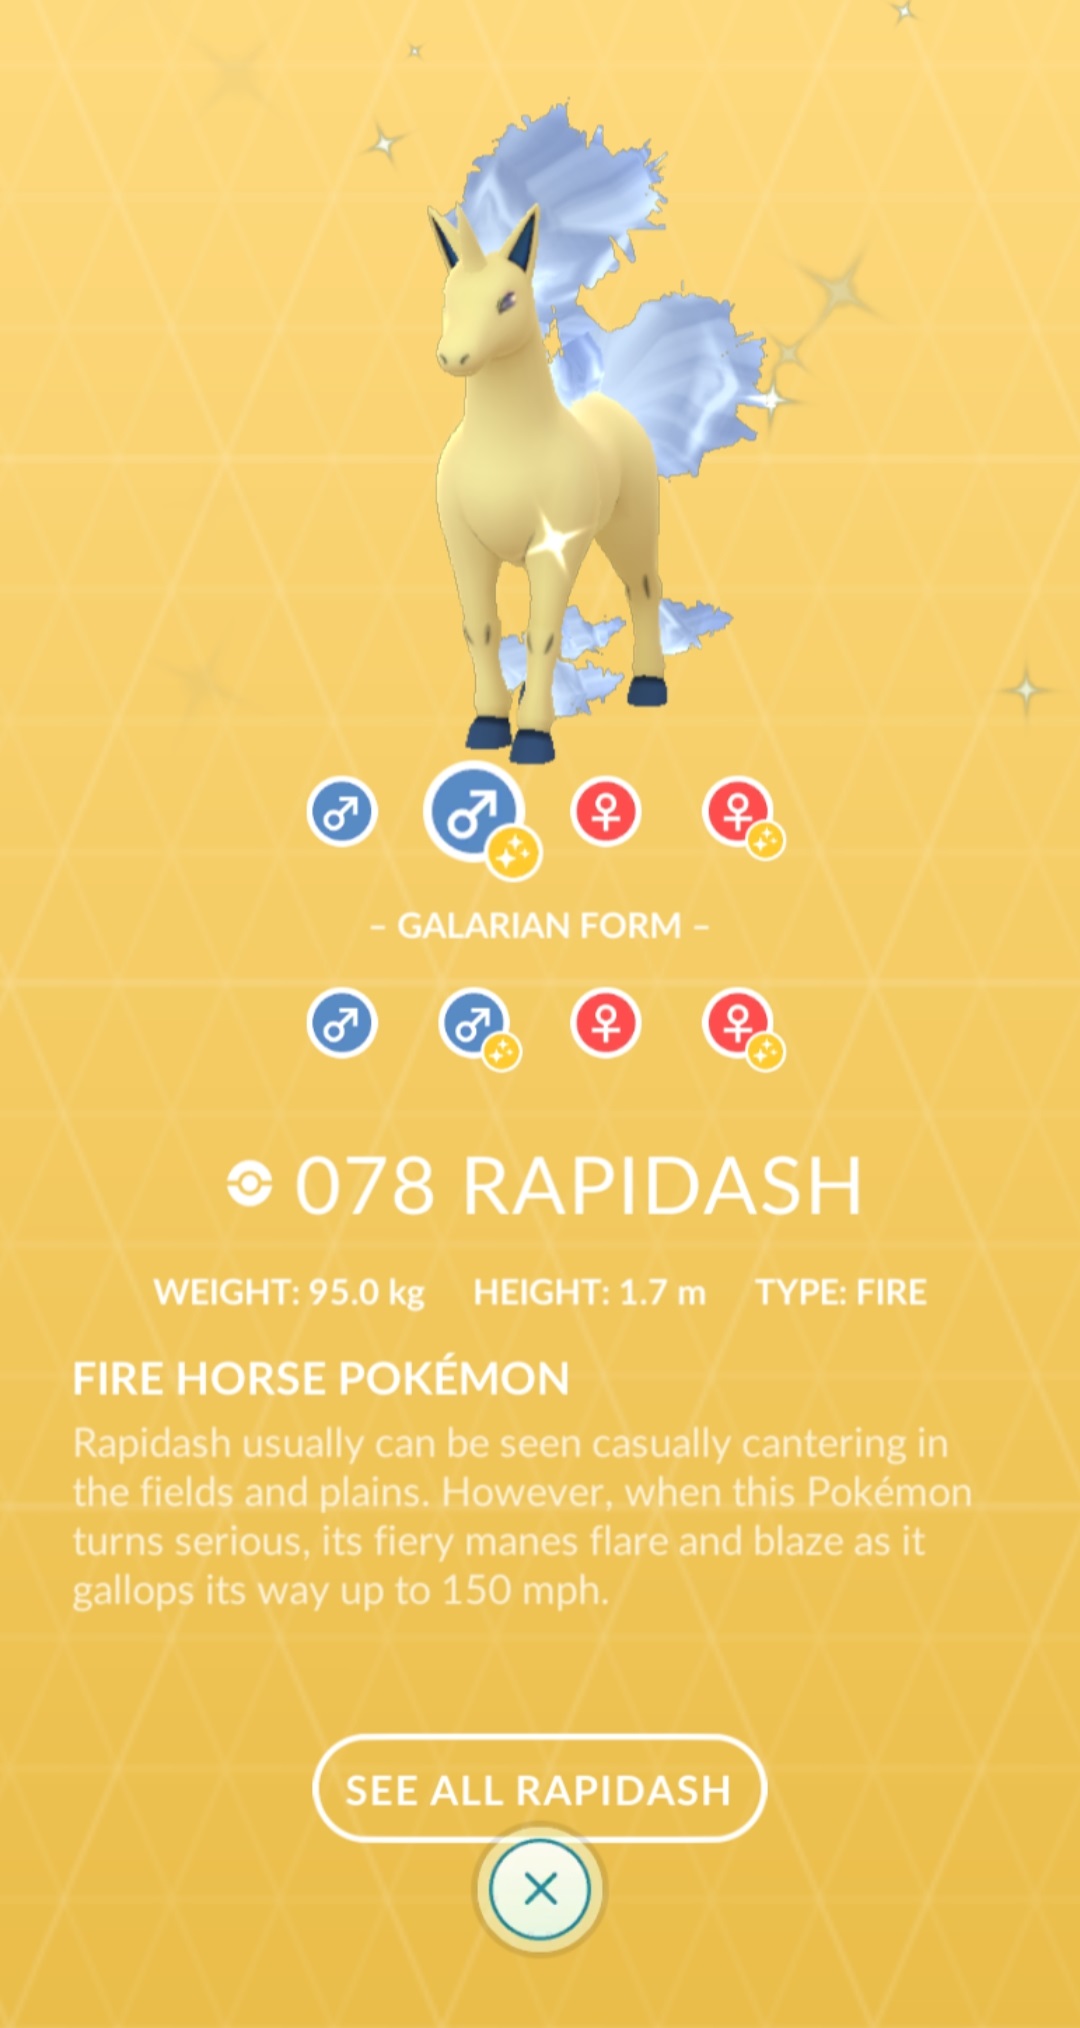 – GALARIAN FORM –
078 RAPIDASH
WEIGHT: 95.0 kg HEIGHT: 1.7 m TYPE: FIRE
FIRE HORSE POKÉMON
Rapidash usually can be seen casually cantering in
the fields and plains. However, when this Pokémon
turns serious, its fiery manes flare and blaze as it
gallops its way up to 150 mph.
SEE ALL RAPIDASH